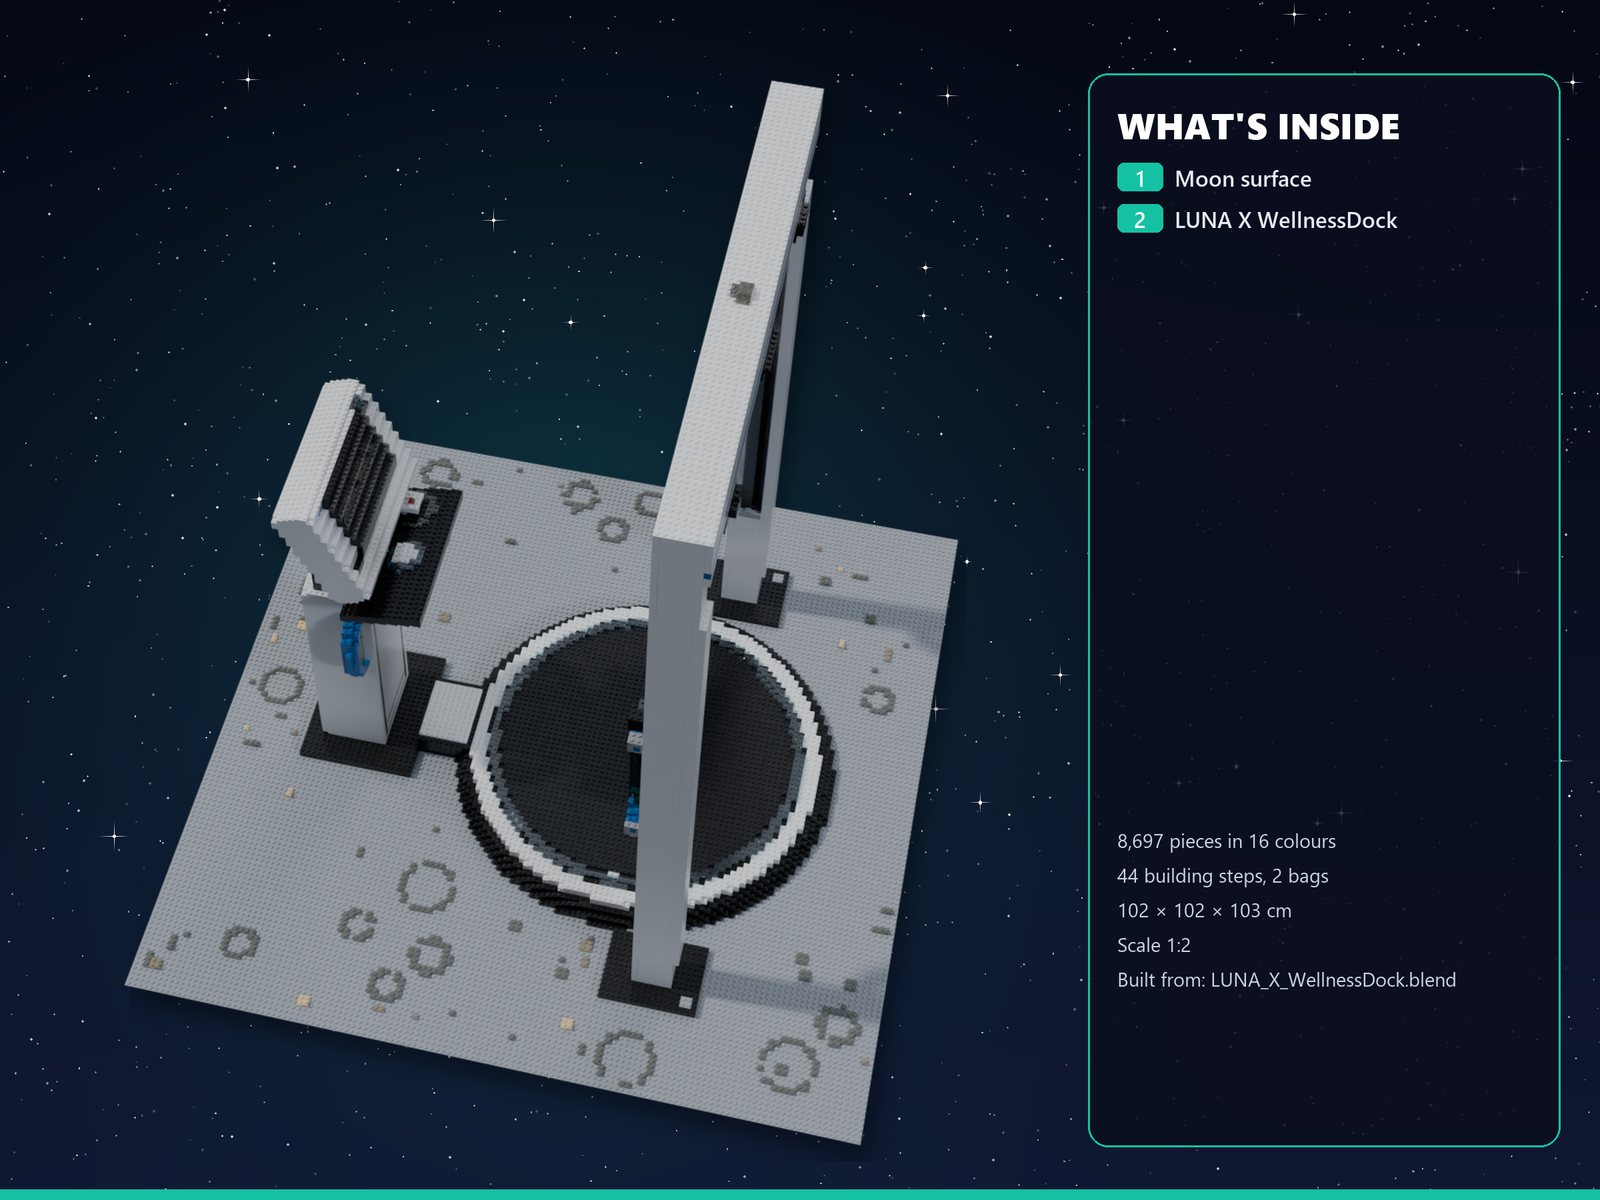 WHAT'S INSIDE
1 Moon surface
2 LUNA X WellnessDock
8,697 pieces in 16 colours
44 building steps, 2 bags
102 × 102 × 103 cm
Scale 1:2
Built from: LUNA_X_WellnessDock.blend